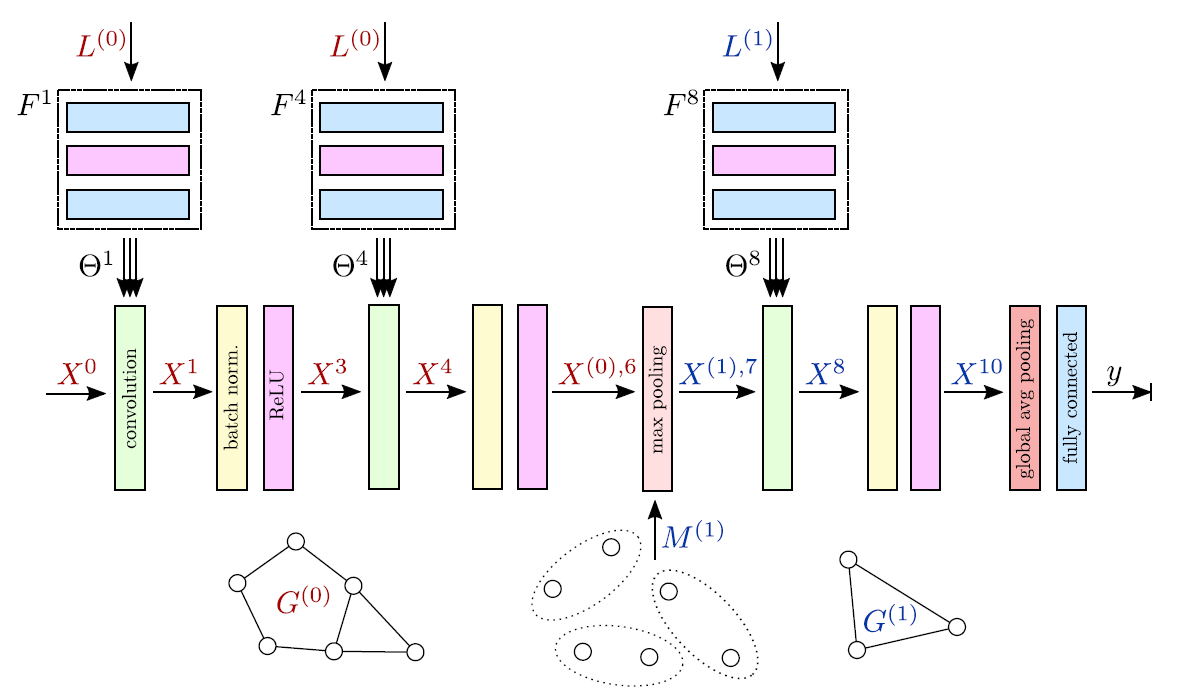 L^(0) L^(0) L^(1)
F^1 F^4 F^8
Θ^1 Θ^4 Θ^8
X^0 X^1 X^3 X^4 X^(0),6 X^(1),7 X^8 X^10 y
convolution
batch norm.
ReLU
max pooling
global avg pooling
fully connected
M^(1)
G^(0) G^(1)